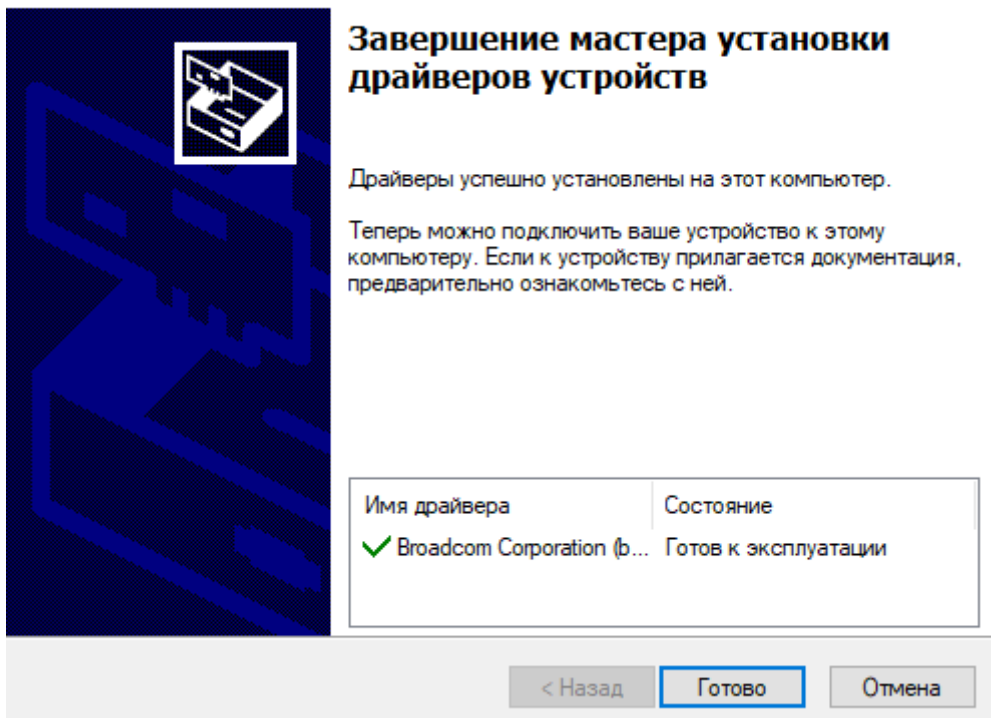 Завершение мастера установки
драйверов устройств
Драйверы успешно установлены на этот компьютер.
Теперь можно подключить ваше устройство к этому
компьютеру. Если к устройству прилагается документация,
предварительно ознакомьтесь с ней.
Имя драйвера Состояние
Broadcom Corporation (b... Готов к эксплуатации
< Назад Готово Отмена